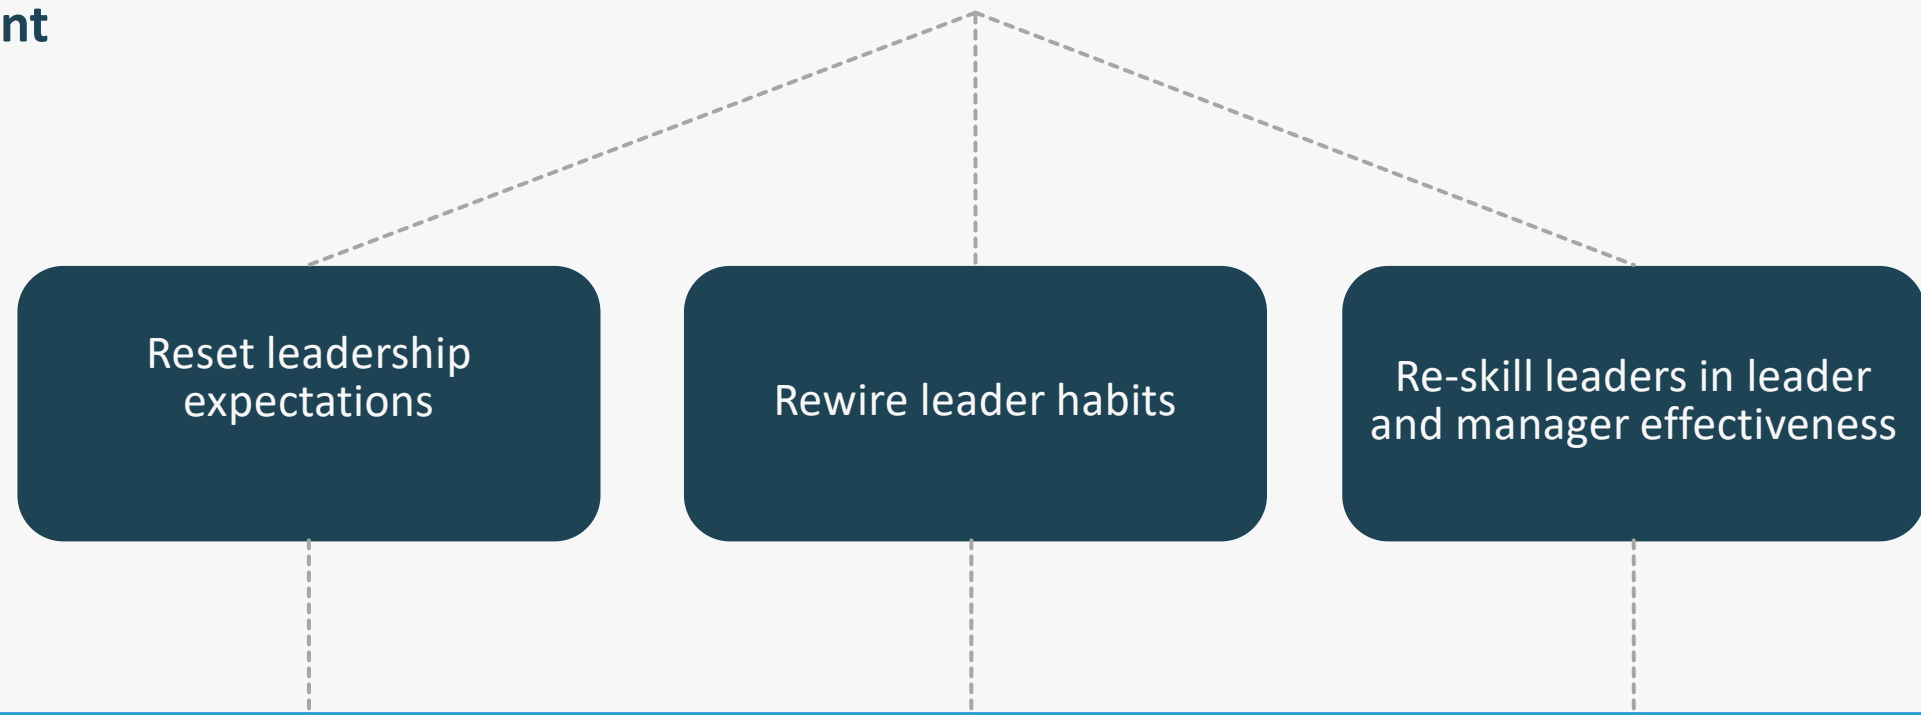 nt
Reset leadership
expectations
Rewire leader habits
Re-skill leaders in leader
and manager effectiveness